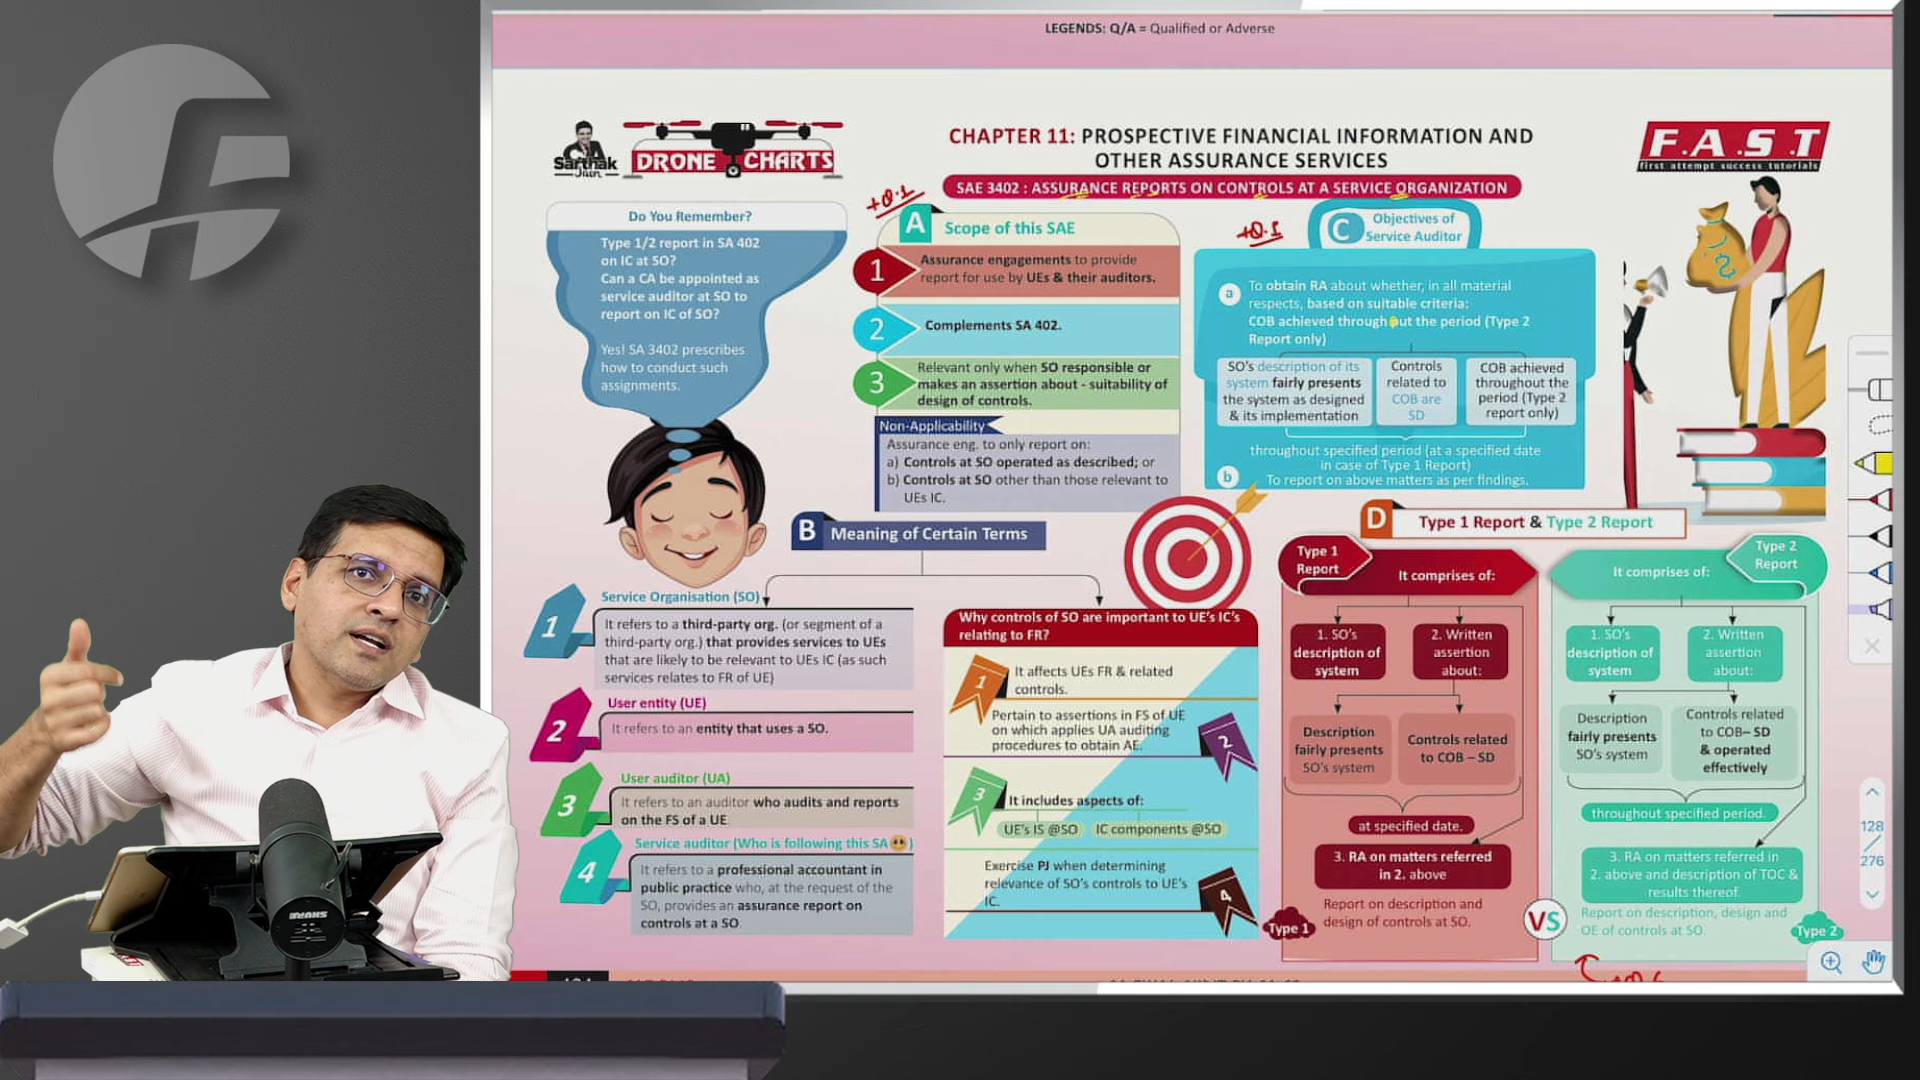 LEGENDS: Q/A = Qualified or Adverse
Sarthak
Jain
DRONE CHARTS
CHAPTER 11: PROSPECTIVE FINANCIAL INFORMATION AND
OTHER ASSURANCE SERVICES
SAE 3402 : ASSURANCE REPORTS ON CONTROLS AT A SERVICE ORGANIZATION
F.A.S.T
first attempt success tutorials
Do You Remember?
Type 1/2 report in SA 402
on IC at SO?
Can a CA be appointed as
service auditor at SO to
report on IC of SO?
Yes! SA 3402 prescribes
how to conduct such
assignments.
A
Scope of this SAE
1
Assurance engagements to provide
report for use by UEs & their auditors.
2
Complements SA 402.
3
Relevant only when SO responsible or
makes an assertion about - suitability of
design of controls.
Non-Applicability
Assurance eng. to only report on:
a) Controls at SO operated as described; or
b) Controls at SO other than those relevant to
UEs IC.
C
Objectives of
Service Auditor
a
To obtain RA about whether, in all material
respects, based on suitable criteria:
COB achieved throughout the period (Type 2
Report only)
SO's description of its
system fairly presents
the system as designed
& its implementation
Controls
related to
COB are
SD
COB achieved
throughout the
period (Type 2
report only)
throughout specified period (at a specified date
in case of Type 1 Report)
b
To report on above matters as per findings.
B
Meaning of Certain Terms
1
Service Organisation (SO)
It refers to a third-party org. (or segment of a
third-party org.) that provides services to UEs
that are likely to be relevant to UEs IC (as such
services relates to FR of UE)
2
User entity (UE)
It refers to an entity that uses a SO.
3
User auditor (UA)
It refers to an auditor who audits and reports
on the FS of a UE.
4
Service auditor (Who is following this SA )
It refers to a professional accountant in
public practice who, at the request of the
SO, provides an assurance report on
controls at a SO.
Why controls of SO are important to UE's IC's
relating to FR?
1
It affects UEs FR & related
controls.
Pertain to assertions in FS of UE
on which applies UA auditing
procedures to obtain AE.
2
3
It includes aspects of:
UE's IS @SO
IC components @SO
Exercise PJ when determining
relevance of SO's controls to UE's
IC.
4
D
Type 1 Report & Type 2 Report
Type 1
Report
It comprises of:
1. SO's
description of
system
2. Written
assertion
about:
Description
fairly presents
SO's system
Controls related
to COB – SD
at specified date.
3. RA on matters referred
in 2. above
Type 1
Report on description and
design of controls at SO.
VS
Type 2
Report
It comprises of:
1. SO's
description of
system
2. Written
assertion
about:
Description
fairly presents
SO's system
Controls related
to COB– SD
& operated
effectively
throughout specified period.
3. RA on matters referred in
2. above and description of TOC &
results thereof.
Report on description, design and
OE of controls at SO.
Type 2
128
276
SHURE